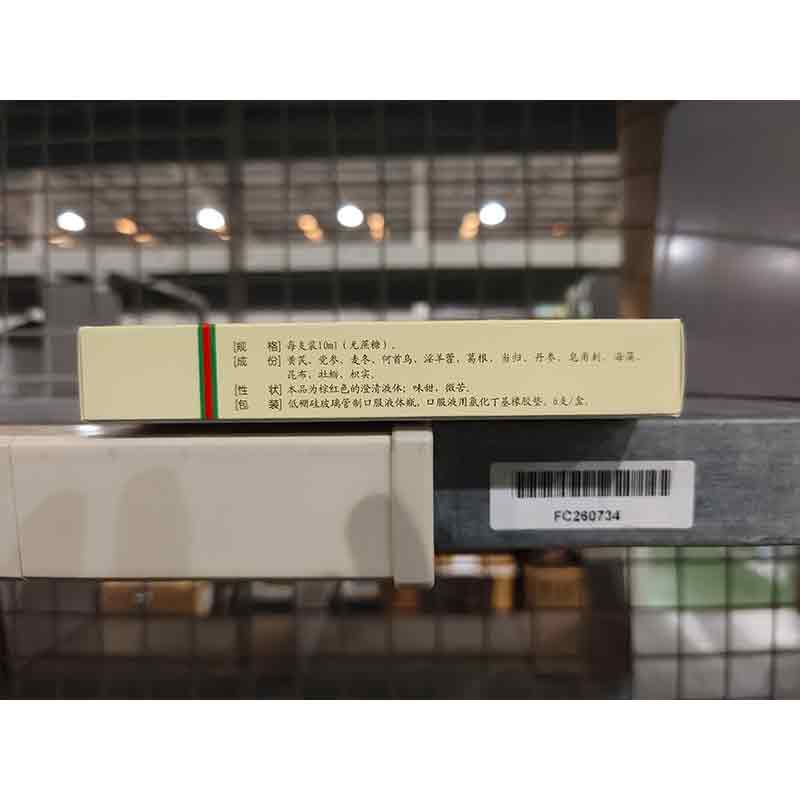 [规　格] 每支装10ml（无蔗糖）。
[成　份] 黄芪、党参、麦冬、何首乌、淫羊藿、葛根、当归、丹参、皂角刺、海藻、
昆布、牡蛎、枳实。
[性　状] 本品为棕红色的澄清液体；味甜、微苦。
[包　装] 低硼硅玻璃管制口服液体瓶，口服液用氯化丁基橡胶垫，6支/盒。
FC260734